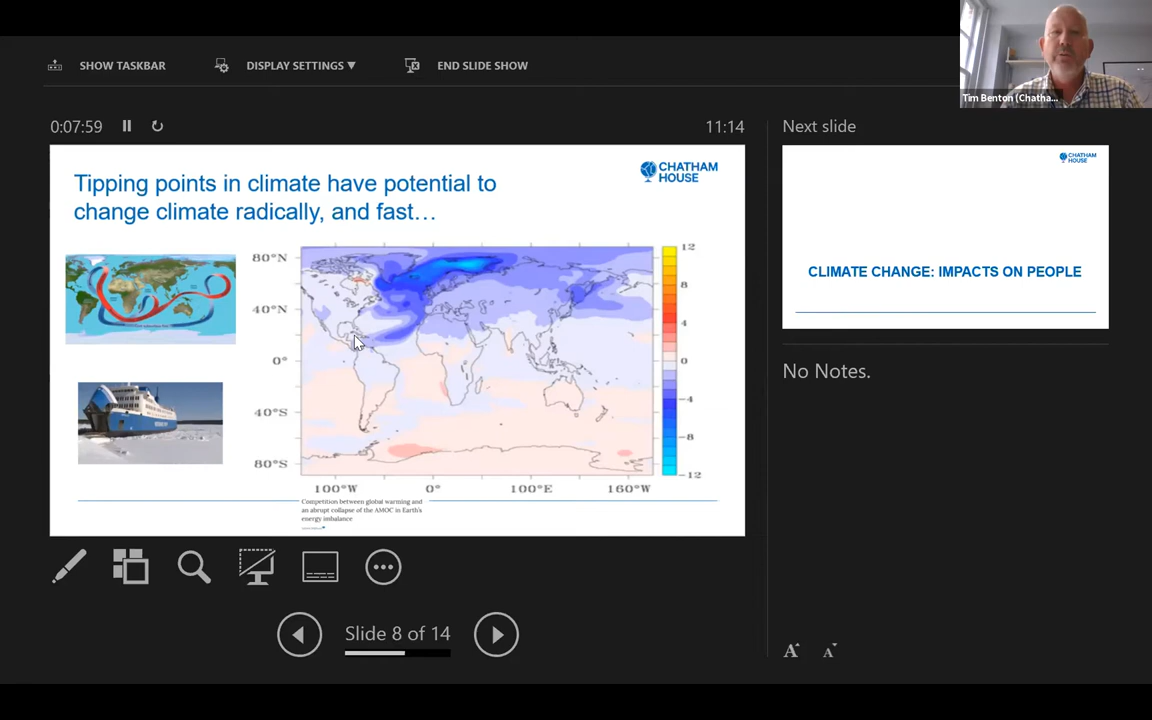 SHOW TASKBAR
DISPLAY SETTINGS ▼
END SLIDE SHOW
Tim Benton (Chatha...
0:07:59
11:14
Next slide
Tipping points in climate have potential to
change climate radically, and fast…
CHATHAM
HOUSE
80°N
40°N
0°
40°S
80°S
100°W
0°
100°E
160°W
12
8
4
0
-4
-8
-12
Competition between global warming and
an abrupt collapse of the AMOC in Earth's
energy imbalance
CHATHAM
HOUSE
CLIMATE CHANGE: IMPACTS ON PEOPLE
No Notes.
Slide 8 of 14
A
A